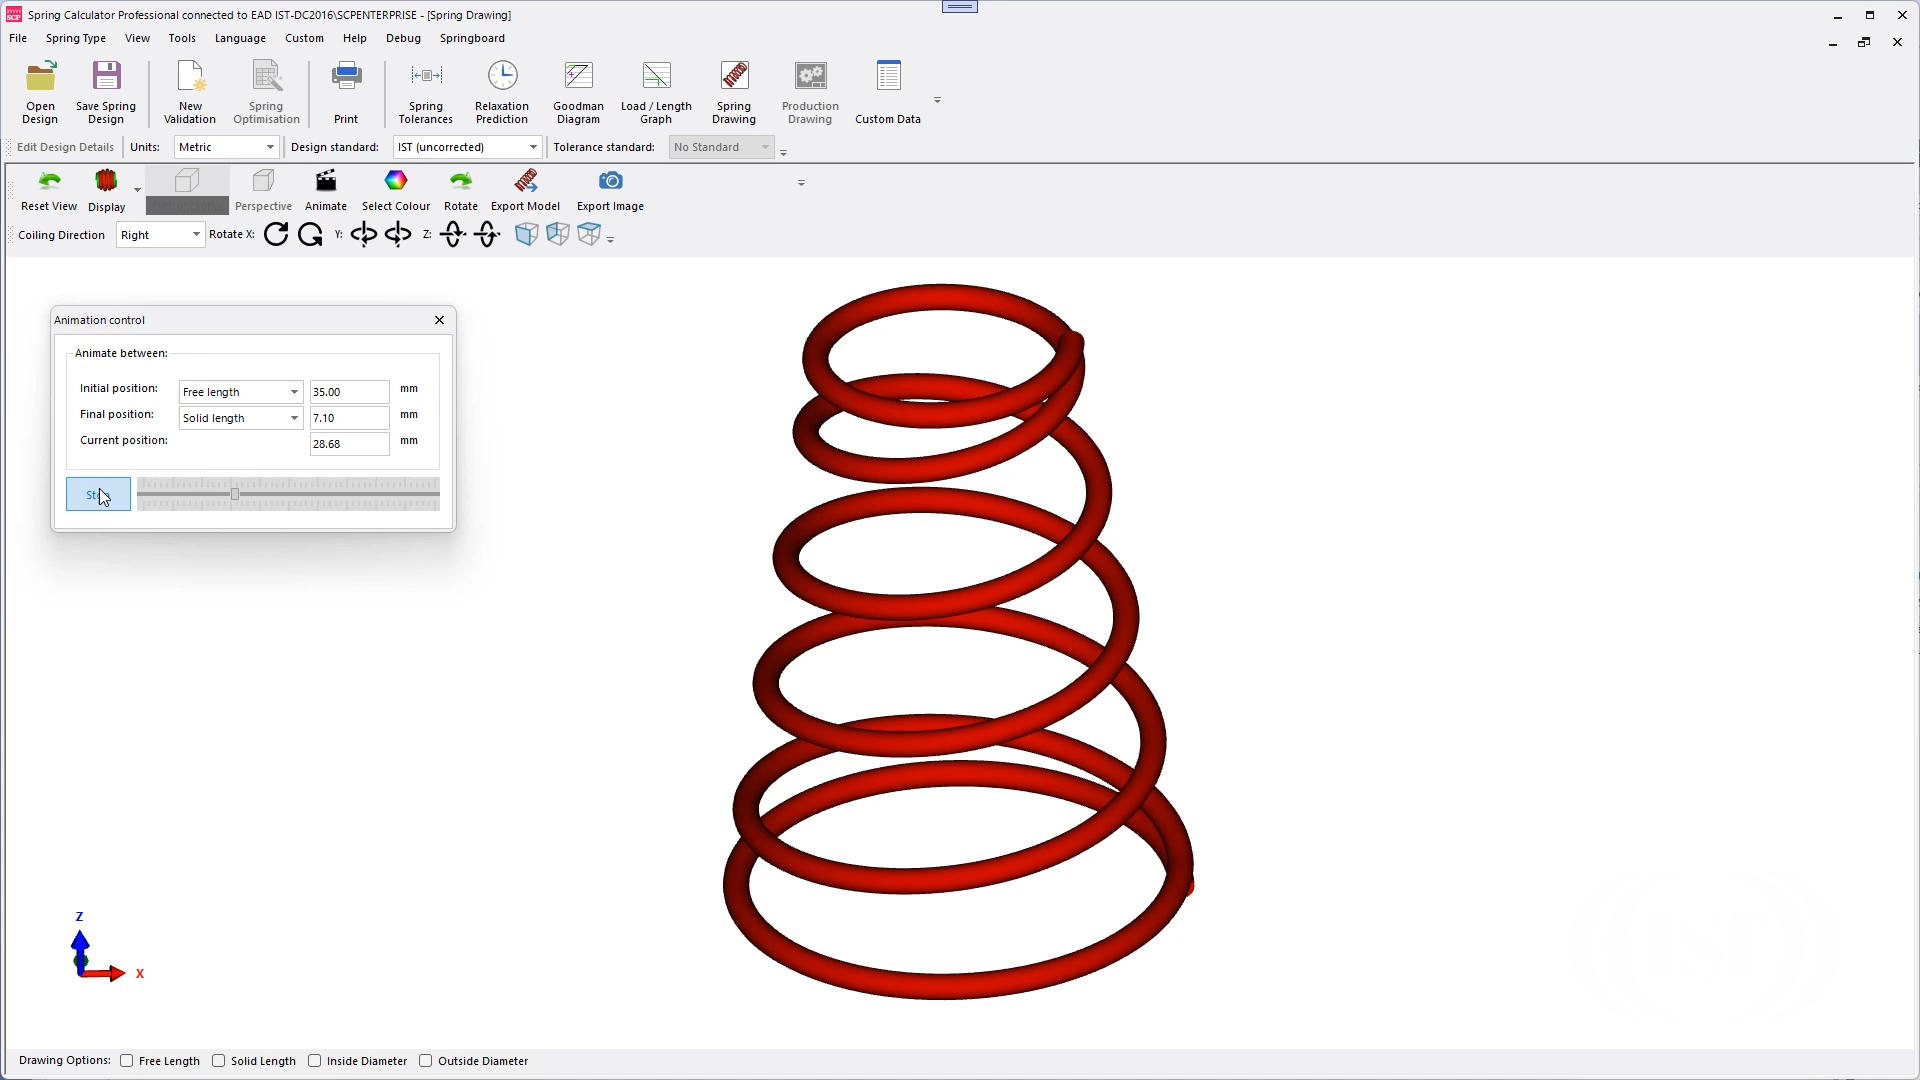 Spring Calculator Professional connected to EAD IST-DC2016\SCPENTERPRISE - [Spring Drawing]
File Spring Type View Tools Language Custom Help Debug Springboard
Open Design
Save Spring Design
New Validation
Spring Optimisation
Print
Spring Tolerances
Relaxation Prediction
Goodman Diagram
Load / Length Graph
Spring Drawing
Production Drawing
Custom Data
Edit Design Details Units: Metric Design standard: IST (uncorrected) Tolerance standard: No Standard
Reset View Display Perspective Animate Select Colour Rotate Export Model Export Image
Coiling Direction Right Rotate X: Y: Z:
Animation control
Animate between:
Initial position: Free length 35.00 mm
Final position: Solid length 7.10 mm
Current position: 28.68 mm
Z
X
Drawing Options: Free Length Solid Length Inside Diameter Outside Diameter